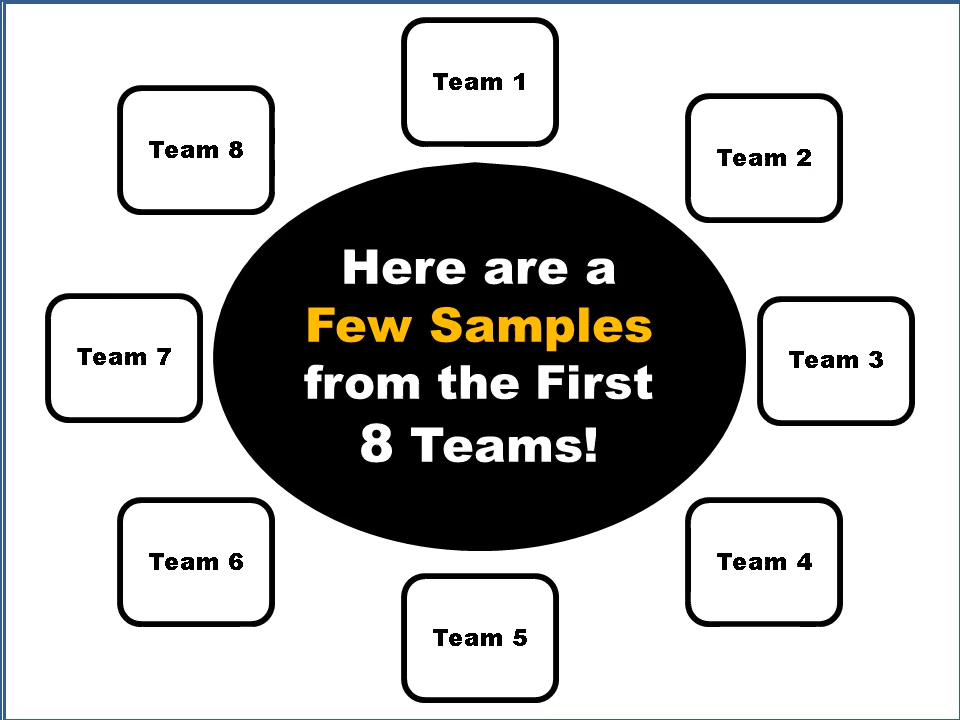 Team 1
Team 8
Team 2
Here are a
Few Samples
from the First
8 Teams!
Team 7
Team 3
Team 6
Team 4
Team 5